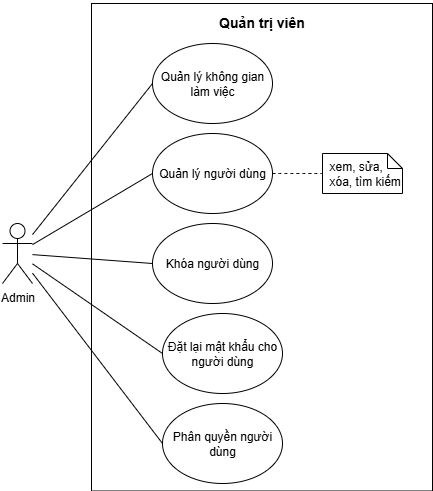 Quản trị viên
Quản lý không gian
làm việc
Quản lý người dùng
xem, sửa,
xóa, tìm kiếm
Khóa người dùng
Admin
Đặt lại mật khẩu cho
người dùng
Phân quyền người
dùng